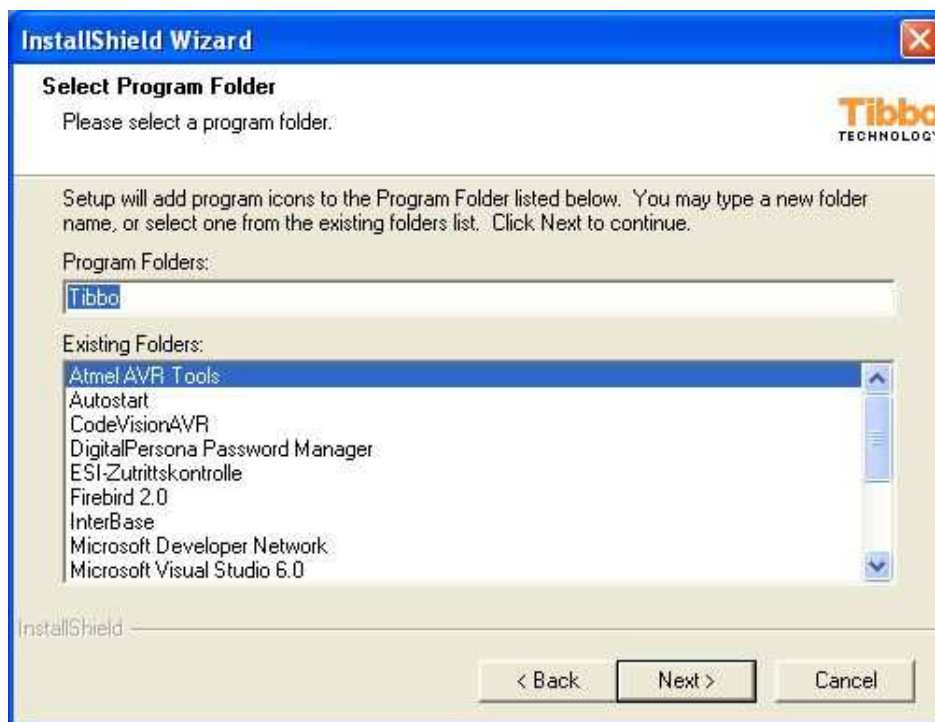 InstallShield Wizard
Select Program Folder
Please select a program folder.
Tibbo
TECHNOLOGY
Setup will add program icons to the Program Folder listed below. You may type a new folder
name, or select one from the existing folders list. Click Next to continue.
Program Folders:
Tibbo
Existing Folders:
Atmel AVR Tools
Autostart
CodeVisionAVR
DigitalPersona Password Manager
ESI-Zutrittskontrolle
Firebird 2.0
InterBase
Microsoft Developer Network
Microsoft Visual Studio 6.0
InstallShield
< Back
Next >
Cancel